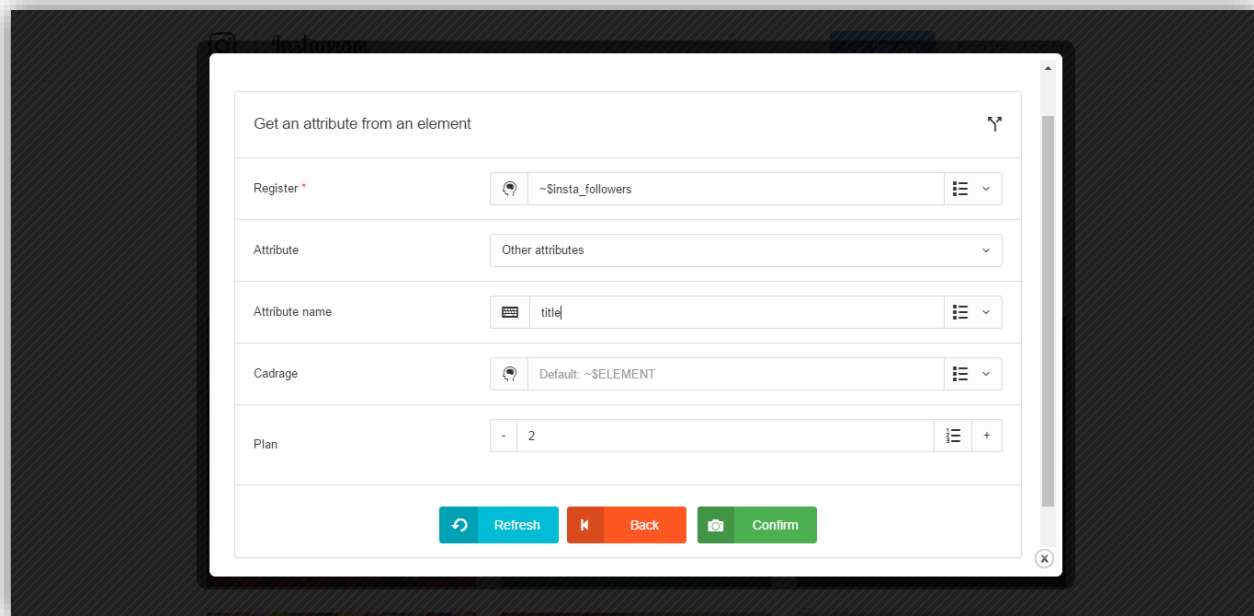 Instagram
Get an attribute from an element
Register *
~$insta_followers
Attribute
Other attributes
Attribute name
title
Cadrage
Default: ~$ELEMENT
Plan
- 2 +
Refresh
Back
Confirm
X